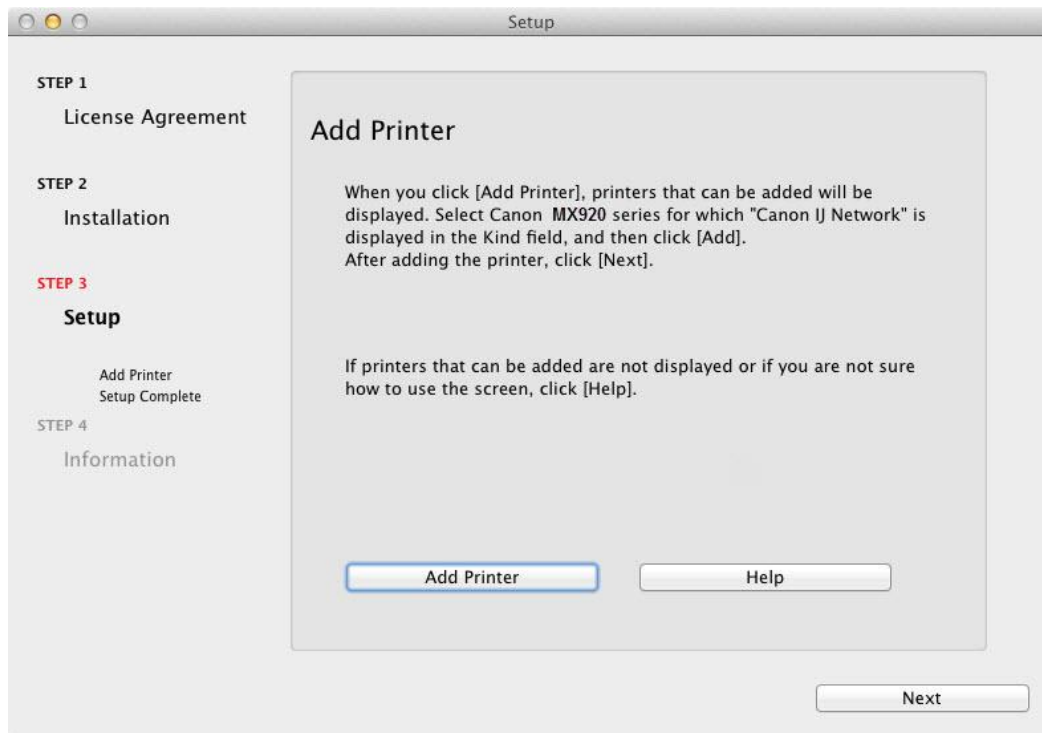 Setup
STEP 1
License Agreement
STEP 2
Installation
STEP 3
Setup
Add Printer
Setup Complete
STEP 4
Information
Add Printer
When you click [Add Printer], printers that can be added will be
displayed. Select Canon MX920 series for which "Canon IJ Network" is
displayed in the Kind field, and then click [Add].
After adding the printer, click [Next].
If printers that can be added are not displayed or if you are not sure
how to use the screen, click [Help].
Add Printer
Help
Next